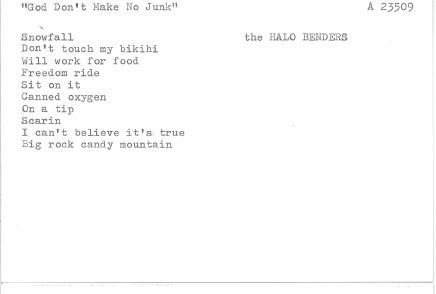 "God Don't Make No Junk" A 23509
Snowfall the HALO BENDERS
Don't touch my bikihi
Will work for food
Freedom ride
Sit on it
Canned oxygen
On a tip
Scarin
I can't believe it's true
Big rock candy mountain